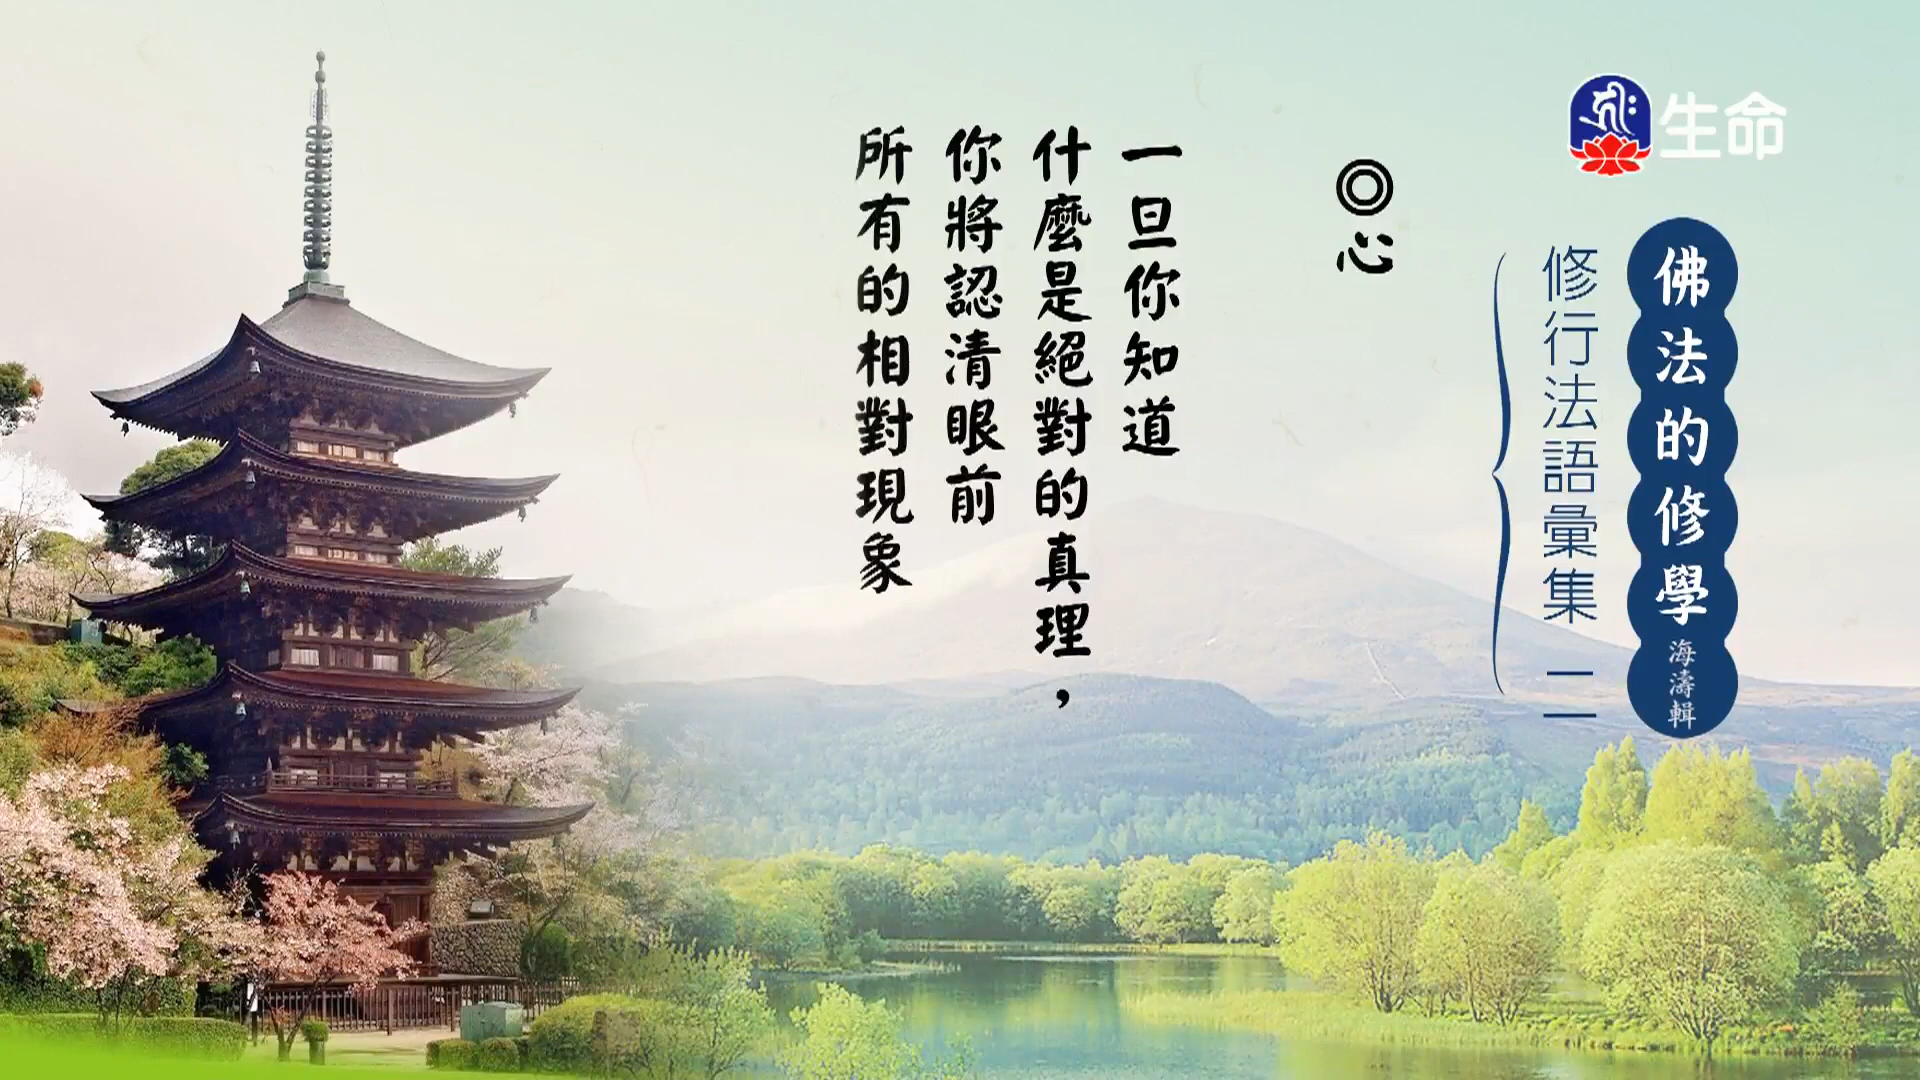 生命
佛法的修學
海濤輯
修行法語彙集 二
◎心
一旦你知道
什麼是絕對的真理，
你將認清眼前
所有的相對現象